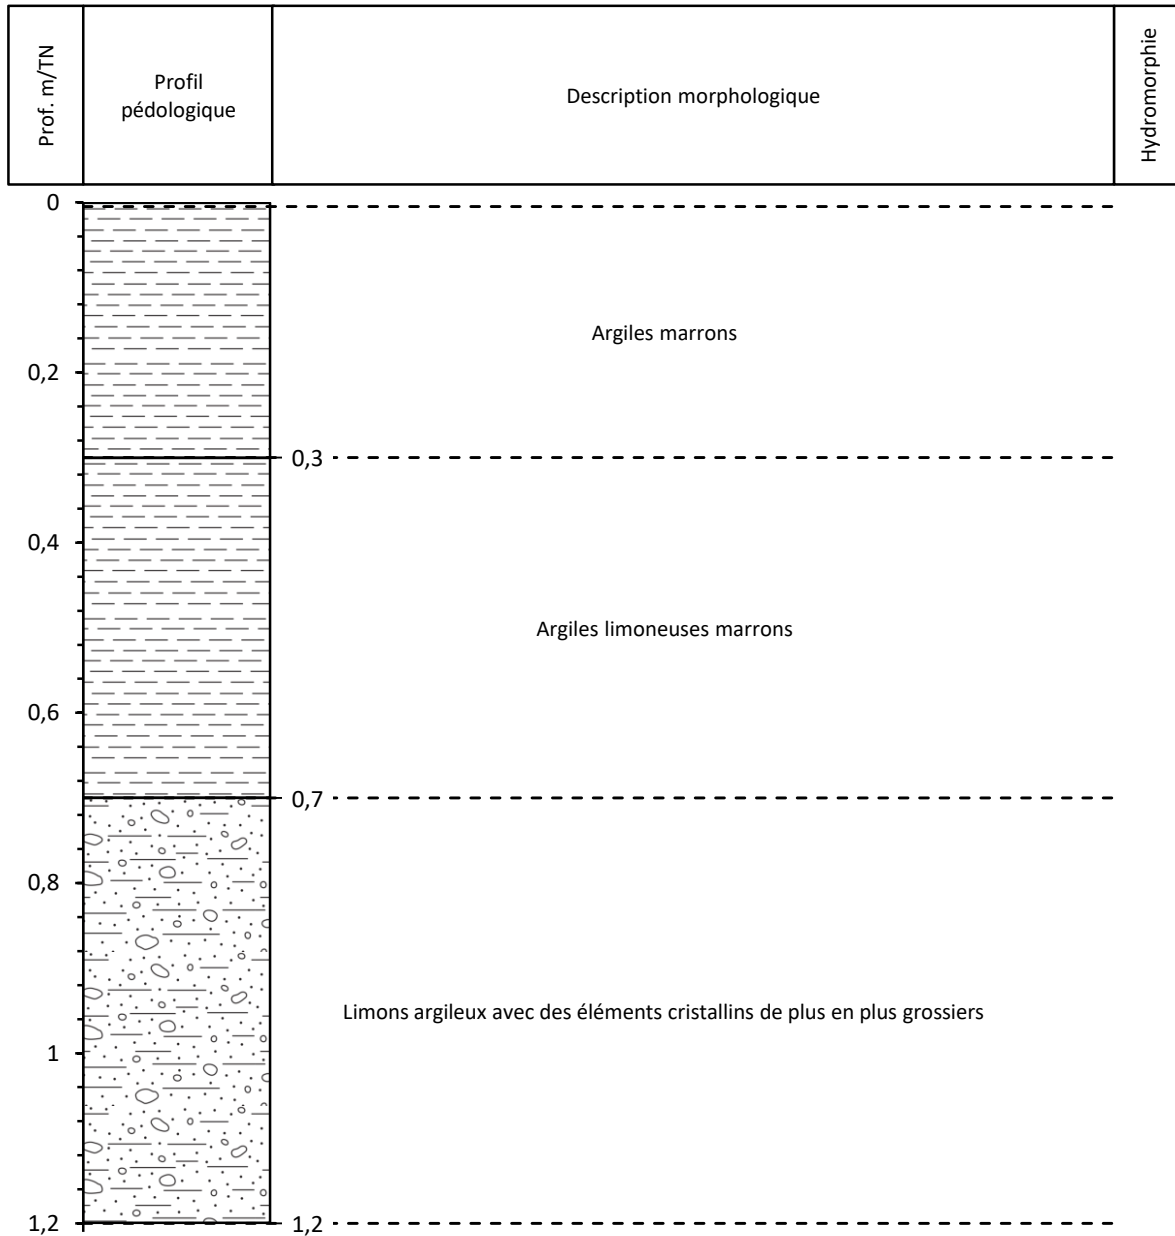 Prof. m/TN
Profil
pédologique
Description morphologique
Hydromorphie
0
Argiles marrons
0,2
0,3
0,4
Argiles limoneuses marrons
0,6
0,7
0,8
Limons argileux avec des éléments cristallins de plus en plus grossiers
1
1,2
1,2